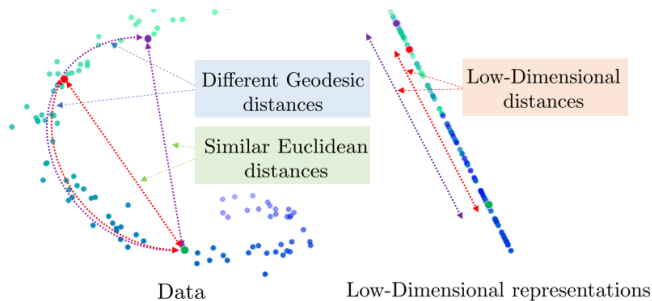 Different Geodesic
distances
Similar Euclidean
distances
Data
Low-Dimensional
distances
Low-Dimensional representations